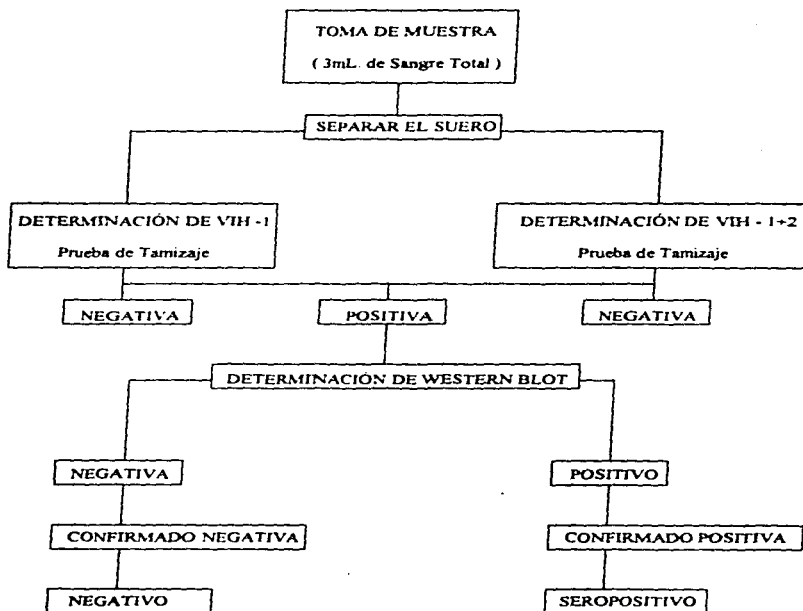 TOMA DE MUESTRA
( 3mL. de Sangre Total )
SEPARAR EL SUERO
DETERMINACIÓN DE VIH -1
Prueba de Tamizaje
DETERMINACIÓN DE VIH - 1+2
Prueba de Tamizaje
NEGATIVA
POSITIVA
NEGATIVA
DETERMINACIÓN DE WESTERN BLOT
NEGATIVA
POSITIVO
CONFIRMADO NEGATIVA
CONFIRMADO POSITIVA
NEGATIVO
SEROPOSITIVO